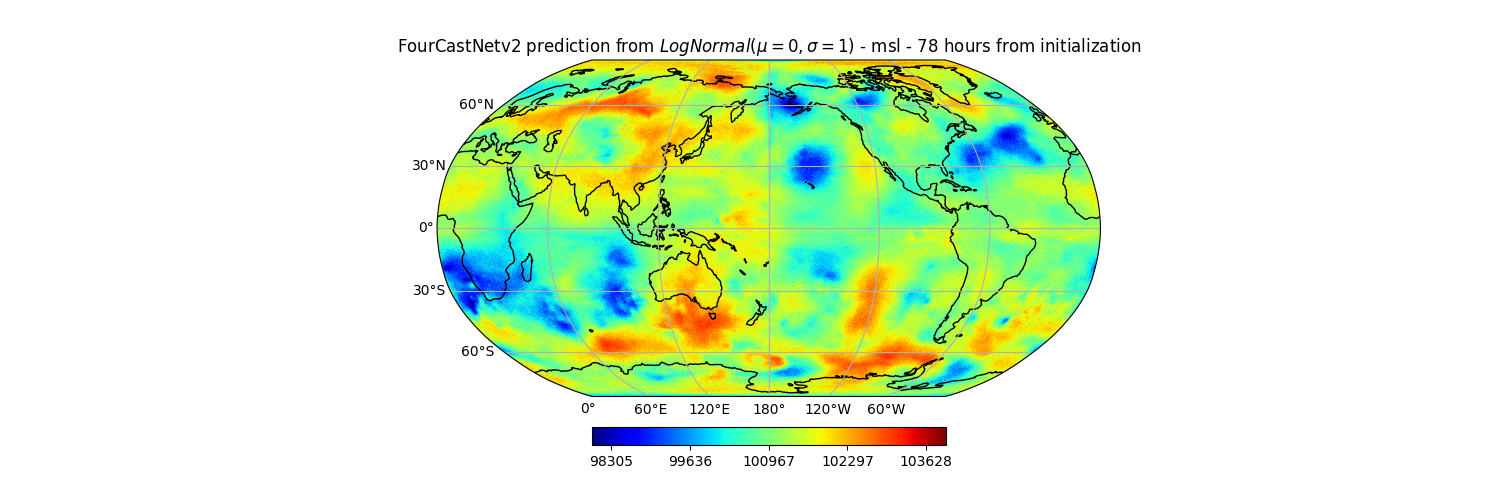 FourCastNetv2 prediction from LogNormal(μ = 0, σ = 1) - msl - 78 hours from initialization
60°N
30°N
0°
30°S
60°S
0° 60°E 120°E 180° 120°W 60°W
98305 99636 100967 102297 103628